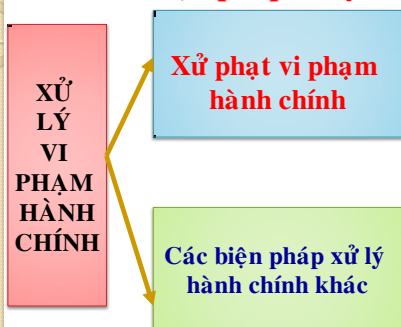 XỬ
LÝ
VI
PHẠM
HÀNH
CHÍNH
Xử phạt vi phạm
hành chính
Các biện pháp xử lý
hành chính khác